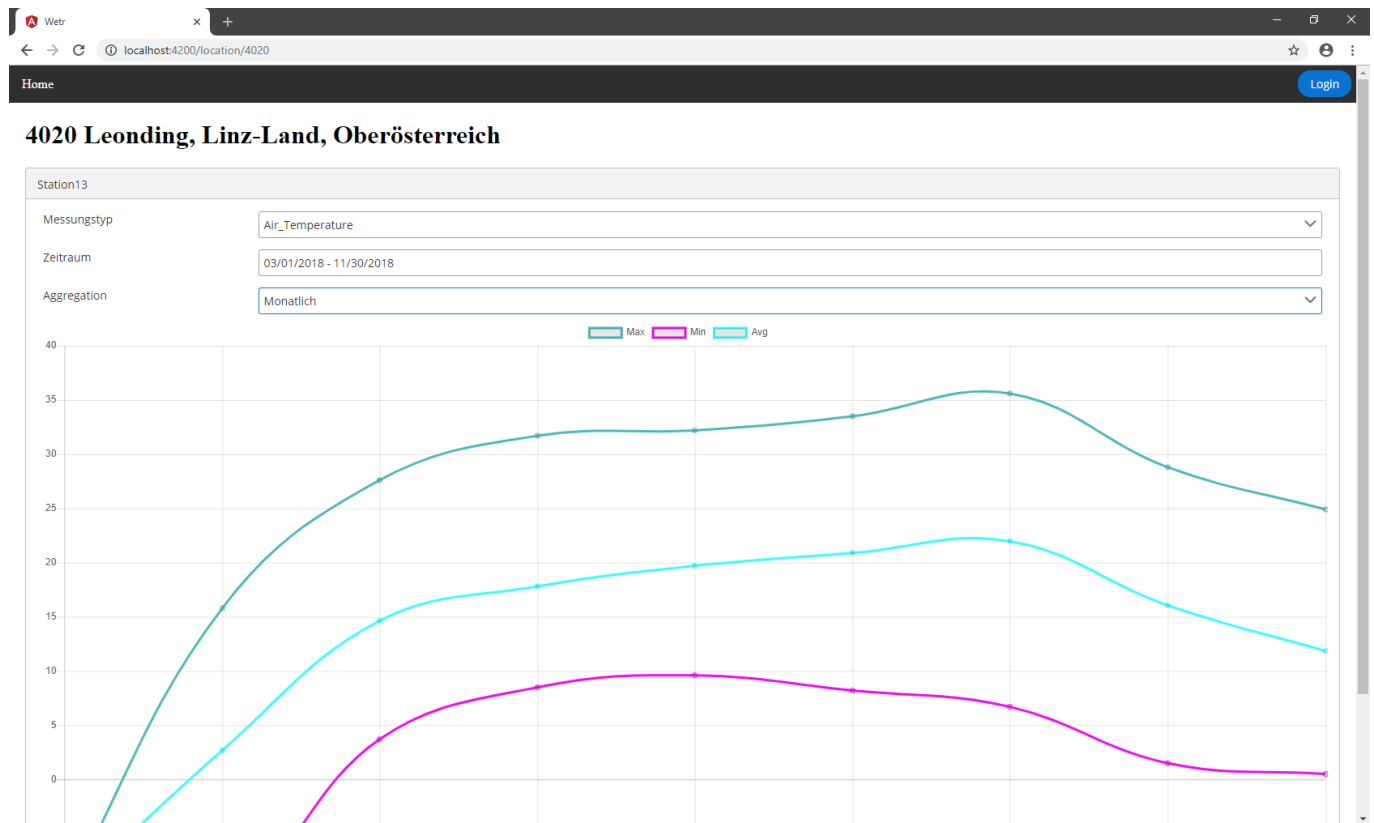 Wetr
localhost:4200/location/4020
Home
Login
4020 Leonding, Linz-Land, Oberösterreich
Station13
Messungstyp
Air_Temperature
Zeitraum
03/01/2018 - 11/30/2018
Aggregation
Monatlich
Max Min Avg
40
35
30
25
20
15
10
5
0